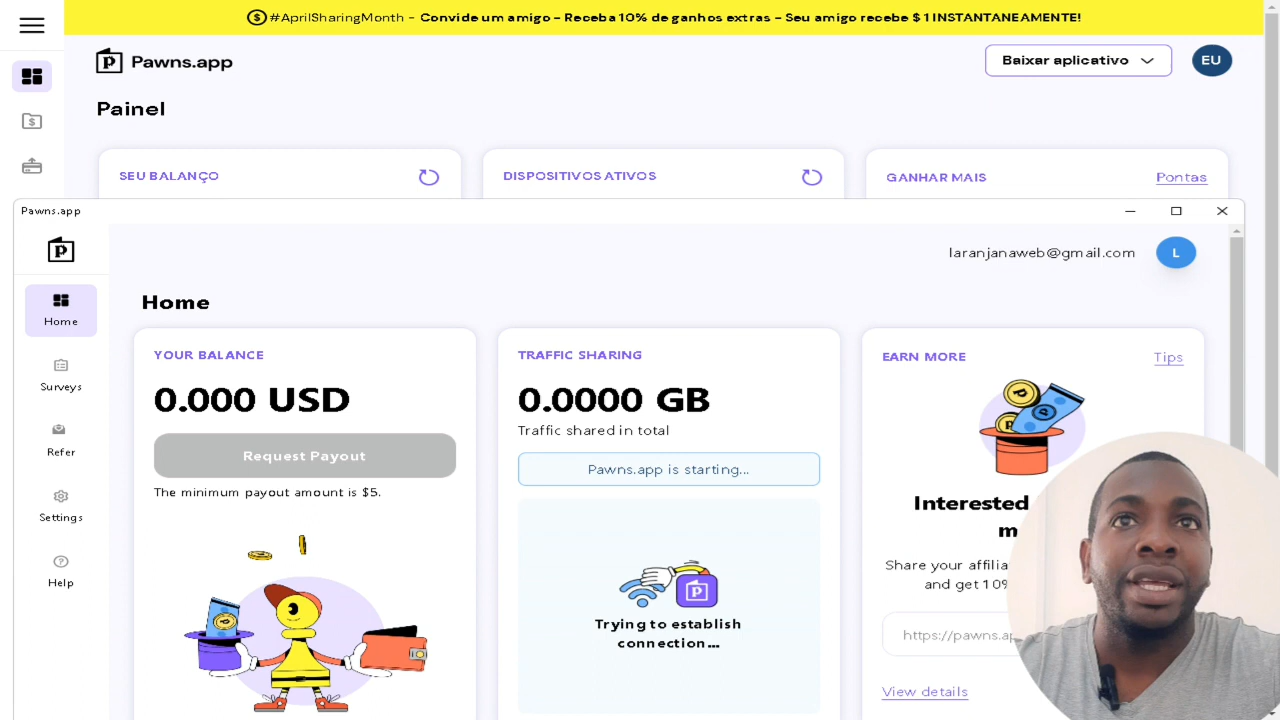 #AprilSharingMonth - Convide um amigo - Receba 10% de ganhos extras - Seu amigo recebe $ 1 INSTANTANEAMENTE!
Pawns.app
Baixar aplicativo
EU
Painel
SEU BALANÇO
DISPOSITIVOS ATIVOS
GANHAR MAIS
Pontas
Pawns.app
laranjanaweb@gmail.com
L
Home
Surveys
Refer
Settings
Help
Home
YOUR BALANCE
0.000 USD
Request Payout
The minimum payout amount is $5.
TRAFFIC SHARING
0.0000 GB
Traffic shared in total
Pawns.app is starting...
Trying to establish
connection...
EARN MORE
Tips
Interested
Share your
and get
https://pawns.ap
View details